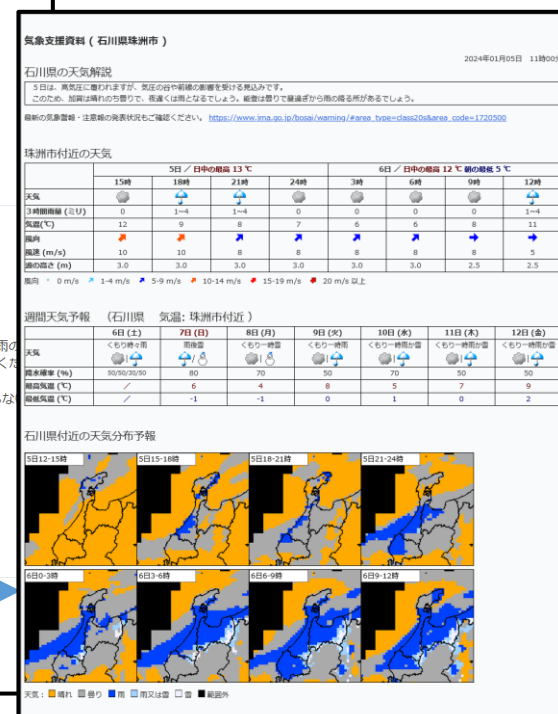 気象支援資料 ( 石川県珠洲市 )
2024年01月05日 11時00分
石川県の天気解説
５日は、高気圧に覆われますが、気圧の谷や前線の影響を受ける見込みです。
このため、加賀は晴れのち曇りで、夜遅くは雨となるでしょう。能登は曇りで昼過ぎから雨の降る所があるでしょう。
最新の気象警報・注意報の発表状況もご確認ください。 https://www.jma.go.jp/bosai/warning/#area_type=class20s&area_code=1720500
珠洲市付近の天気
5日 / 日中の最高 13 ℃ 6日 / 日中の最高 12 ℃ 朝の最低 5 ℃
15時 18時 21時 24時 3時 6時 9時 12時
天気
3時間雨量 (ミリ) 0 1~4 1~4 0 0 0 0 1~4
気温(℃) 12 9 8 7 6 6 8 11
風向
風速 (m/s) 10 10 8 8 8 8 8 5
波の高さ (m) 3.0 3.0 3.0 3.0 3.0 3.0 2.5 2.5
風向 0 m/s 1-4 m/s 5-9 m/s 10-14 m/s 15-19 m/s 20 m/s 以上
週間天気予報 (石川県 気温: 珠洲市付近 )
6日 (土) 7日 (日) 8日 (月) 9日 (火) 10日 (水) 11日 (木) 12日 (金)
天気 くもり時々雨 雨後雪 くもり一時雪 くもり一時雨 くもり一時雨か雪 くもり一時雨か雪 くもり一時雨か雪
降水確率 (%) 50/50/30/50 80 70 50 70 50 50
最高気温 (℃) / 6 4 8 5 7 9
最低気温 (℃) / -1 -1 0 1 0 2
石川県付近の天気分布予報
5日12-15時 5日15-18時 5日18-21時 5日21-24時
6日0-3時 6日3-6時 6日6-9時 6日9-12時
天気 : 晴れ 曇り 雨 雨又は雪 雪 範囲外